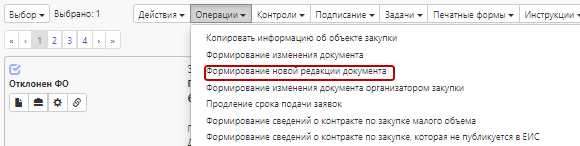 Выбор Выбрано: 1 Действия Операции Контроли Подписание Задачи Печатные формы Инструкции
« ‹ 1 2 3 4 › »
Копировать информацию об объекте закупки
Формирование изменения документа
Отклонен ФО
Формирование новой редакции документа
Формирование изменения документа организатором закупки
Продление срока подачи заявок
Формирование сведений о контракте по закупке малого объема
Формирование сведений о контракте по закупке, которая не публикуется в ЕИС